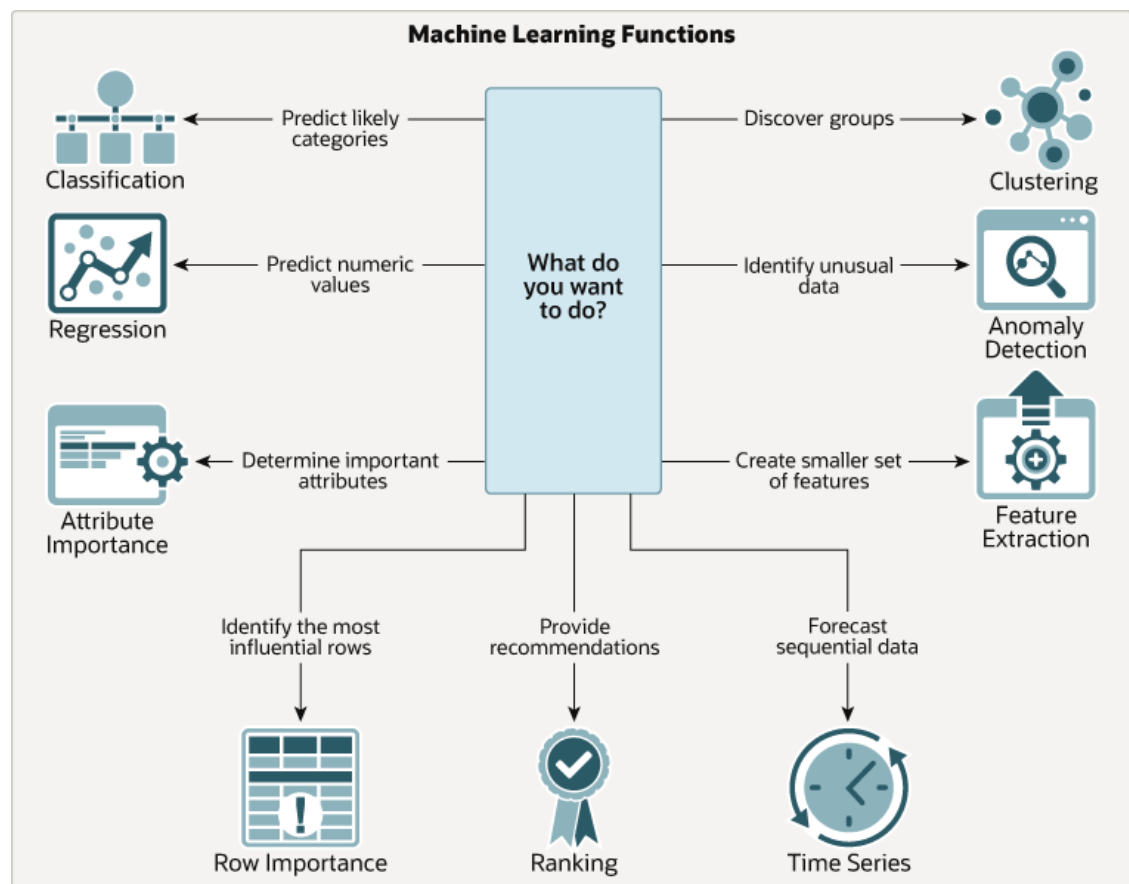 Machine Learning Functions
Predict likely
categories
Classification
Discover groups
Clustering
What do
you want
to do?
Predict numeric
values
Regression
Identify unusual
data
Anomaly
Detection
Determine important
attributes
Attribute
Importance
Create smaller set
of features
Feature
Extraction
Identify the most
influential rows
Row Importance
Provide
recommendations
Ranking
Forecast
sequential data
Time Series